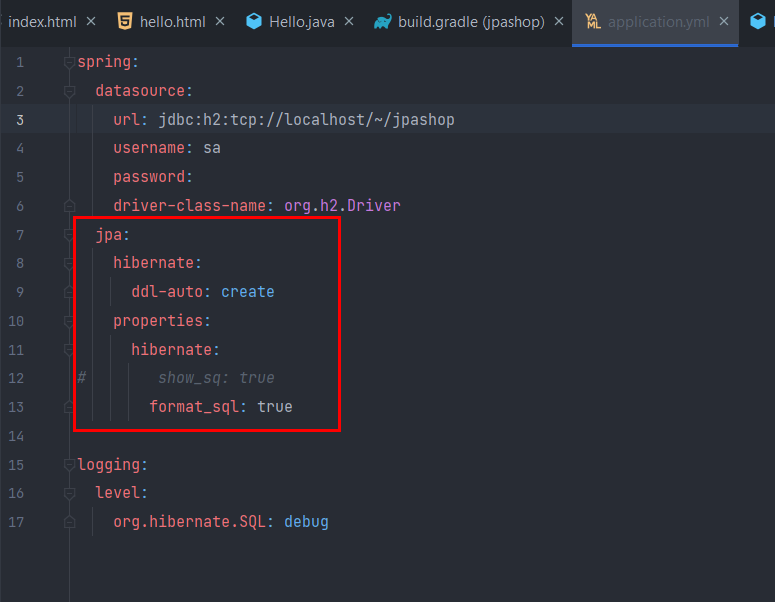 index.html × hello.html × Hello.java × build.gradle (jpashop) × application.yml ×
1 spring:
2 datasource:
3 url: jdbc:h2:tcp://localhost/~/jpashop
4 username: sa
5 password:
6 driver-class-name: org.h2.Driver
7 jpa:
8 hibernate:
9 ddl-auto: create
10 properties:
11 hibernate:
12 # show_sq: true
13 format_sql: true
14
15 logging:
16 level:
17 org.hibernate.SQL: debug